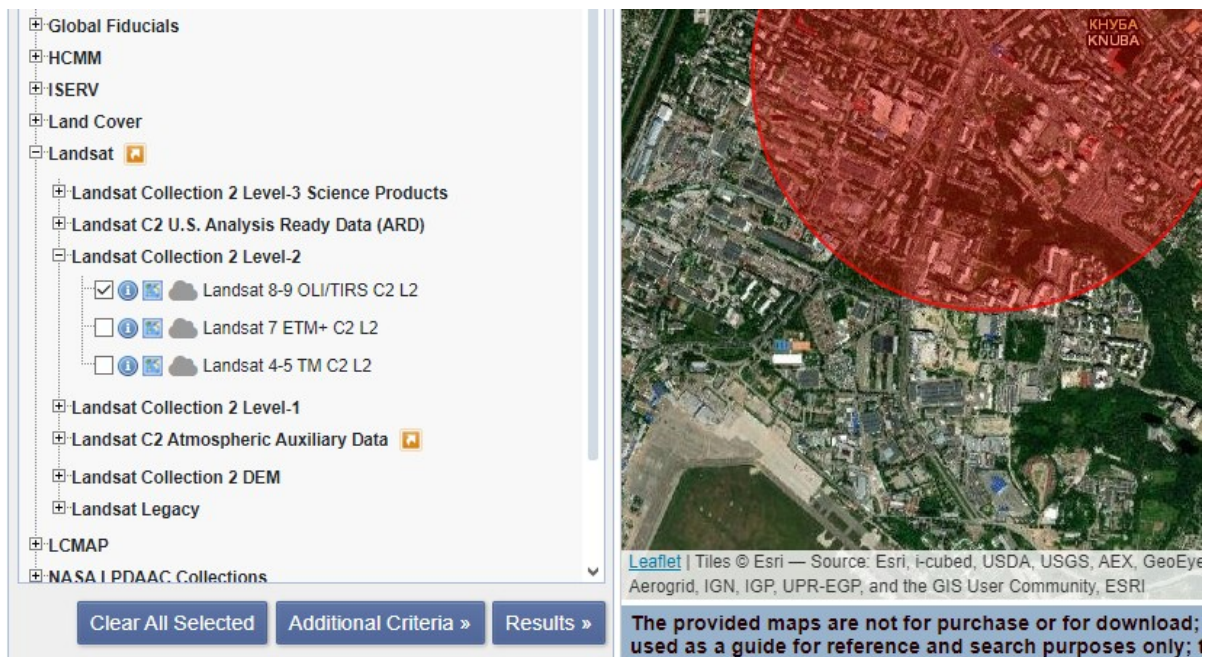 Global Fiducials
HCMM
ISERV
Land Cover
Landsat
Landsat Collection 2 Level-3 Science Products
Landsat C2 U.S. Analysis Ready Data (ARD)
Landsat Collection 2 Level-2
Landsat 8-9 OLI/TIRS C2 L2
Landsat 7 ETM+ C2 L2
Landsat 4-5 TM C2 L2
Landsat Collection 2 Level-1
Landsat C2 Atmospheric Auxiliary Data
Landsat Collection 2 DEM
Landsat Legacy
LCMAP
NASA LPDAAC Collections
Clear All Selected
Additional Criteria »
Results »
КНУБА
KNUBA
Leaflet | Tiles © Esri — Source: Esri, i-cubed, USDA, USGS, AEX, GeoEye
Aerogrid, IGN, IGP, UPR-EGP, and the GIS User Community, ESRI
The provided maps are not for purchase or for download;
used as a guide for reference and search purposes only;